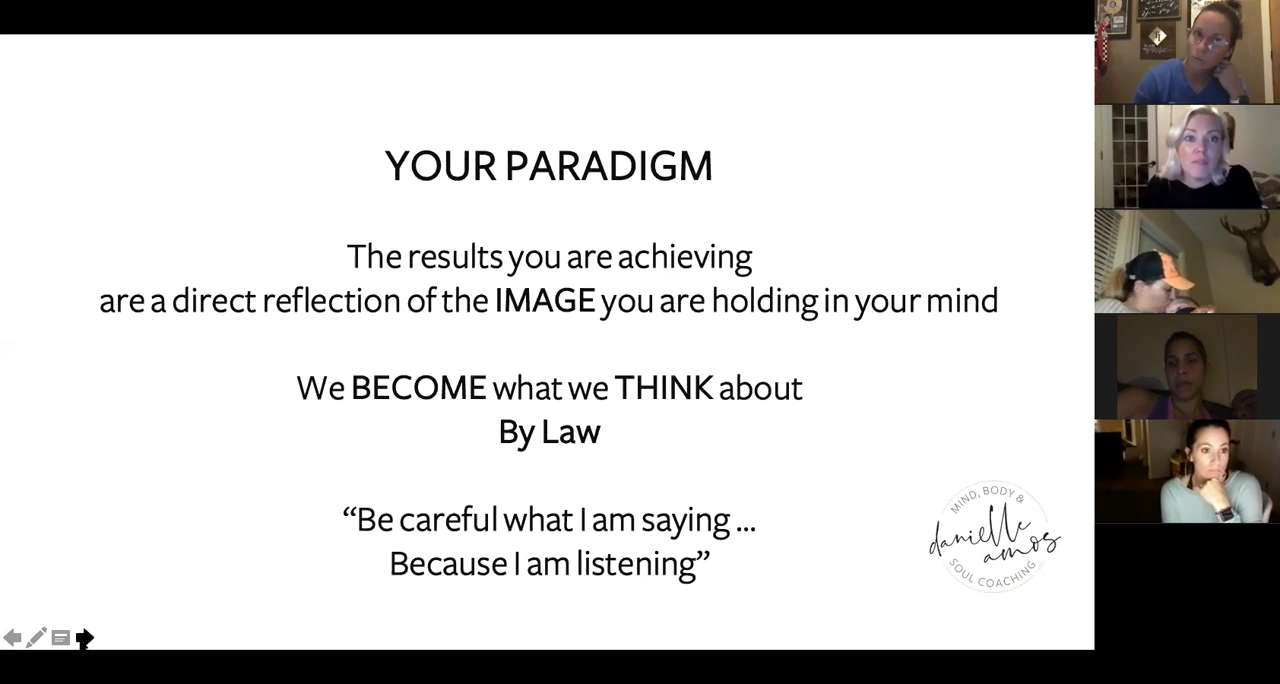 YOUR PARADIGM
The results you are achieving
are a direct reflection of the IMAGE you are holding in your mind
We BECOME what we THINK about
By Law
“Be careful what I am saying ...
Because I am listening”
MIND, BODY &
danielle
amos
SOUL COACHING